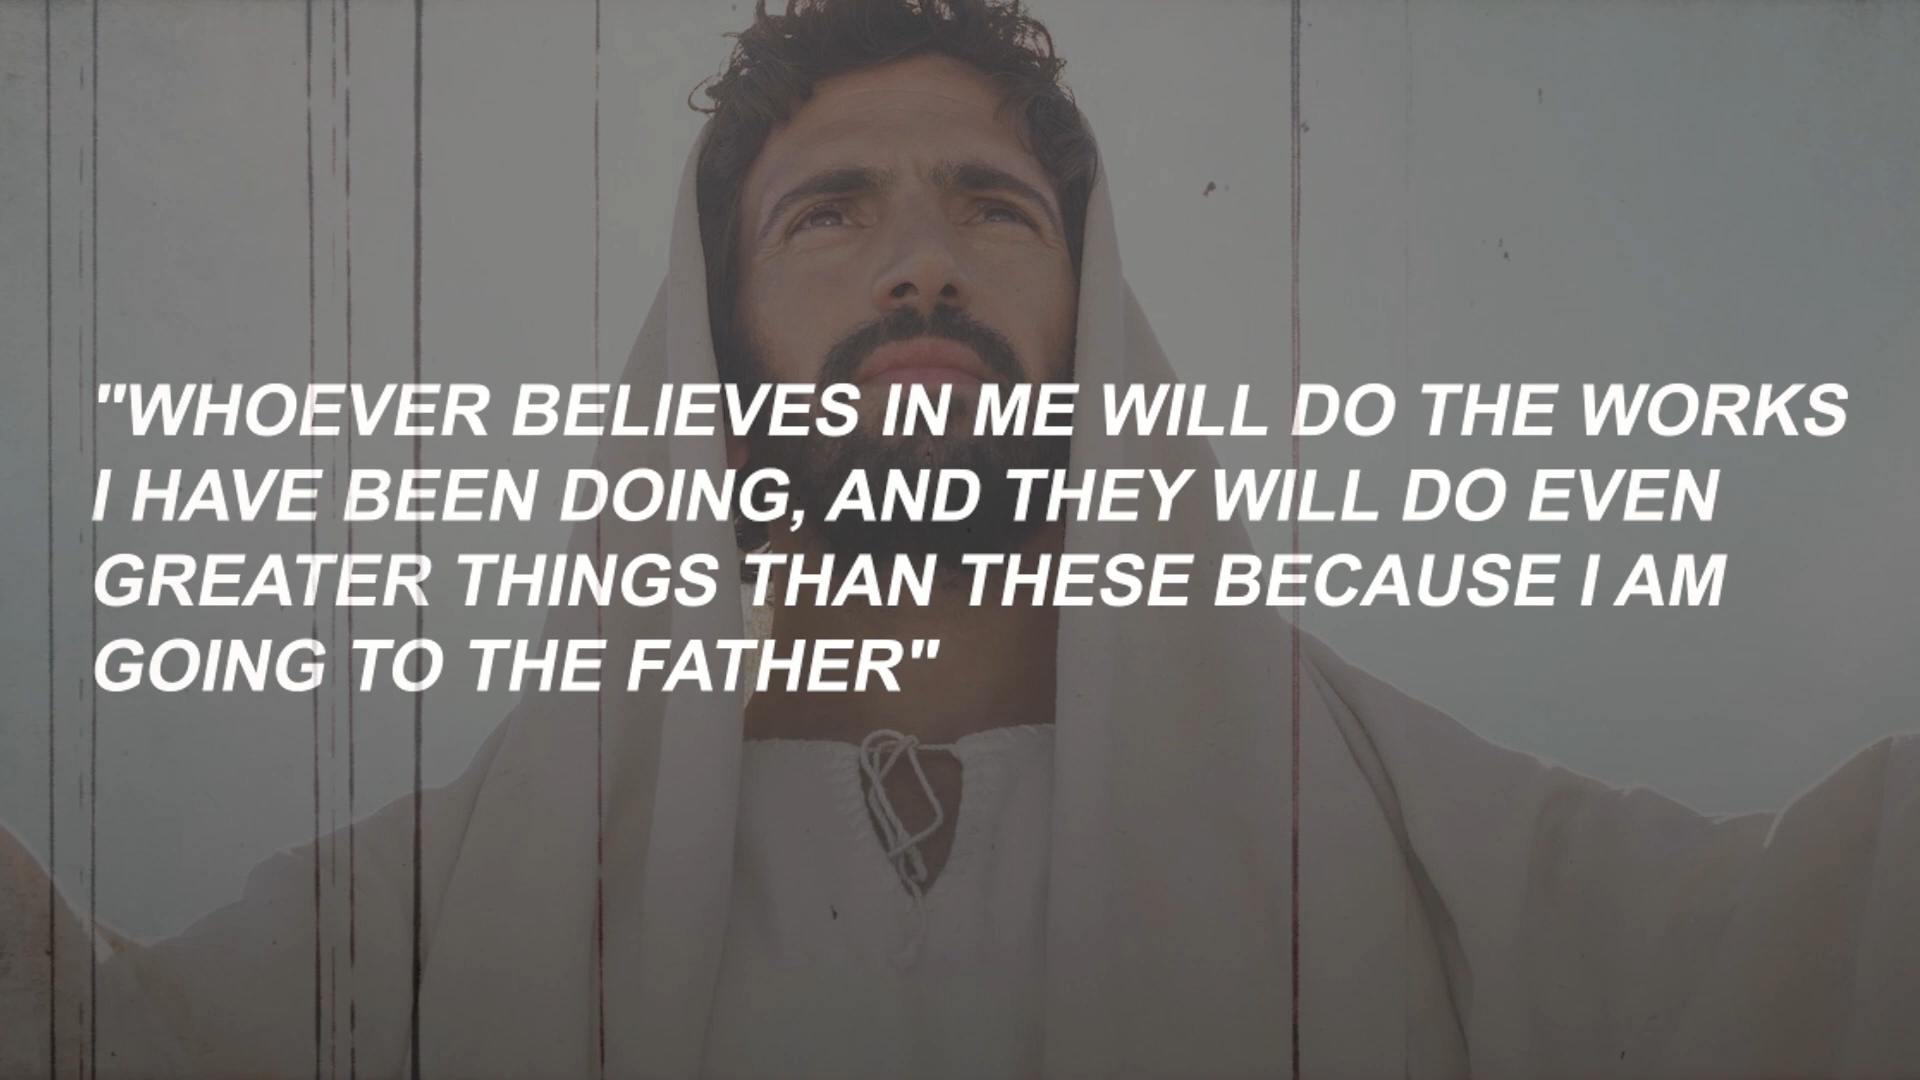 "WHOEVER BELIEVES IN ME WILL DO THE WORKS
I HAVE BEEN DOING, AND THEY WILL DO EVEN
GREATER THINGS THAN THESE BECAUSE I AM
GOING TO THE FATHER"